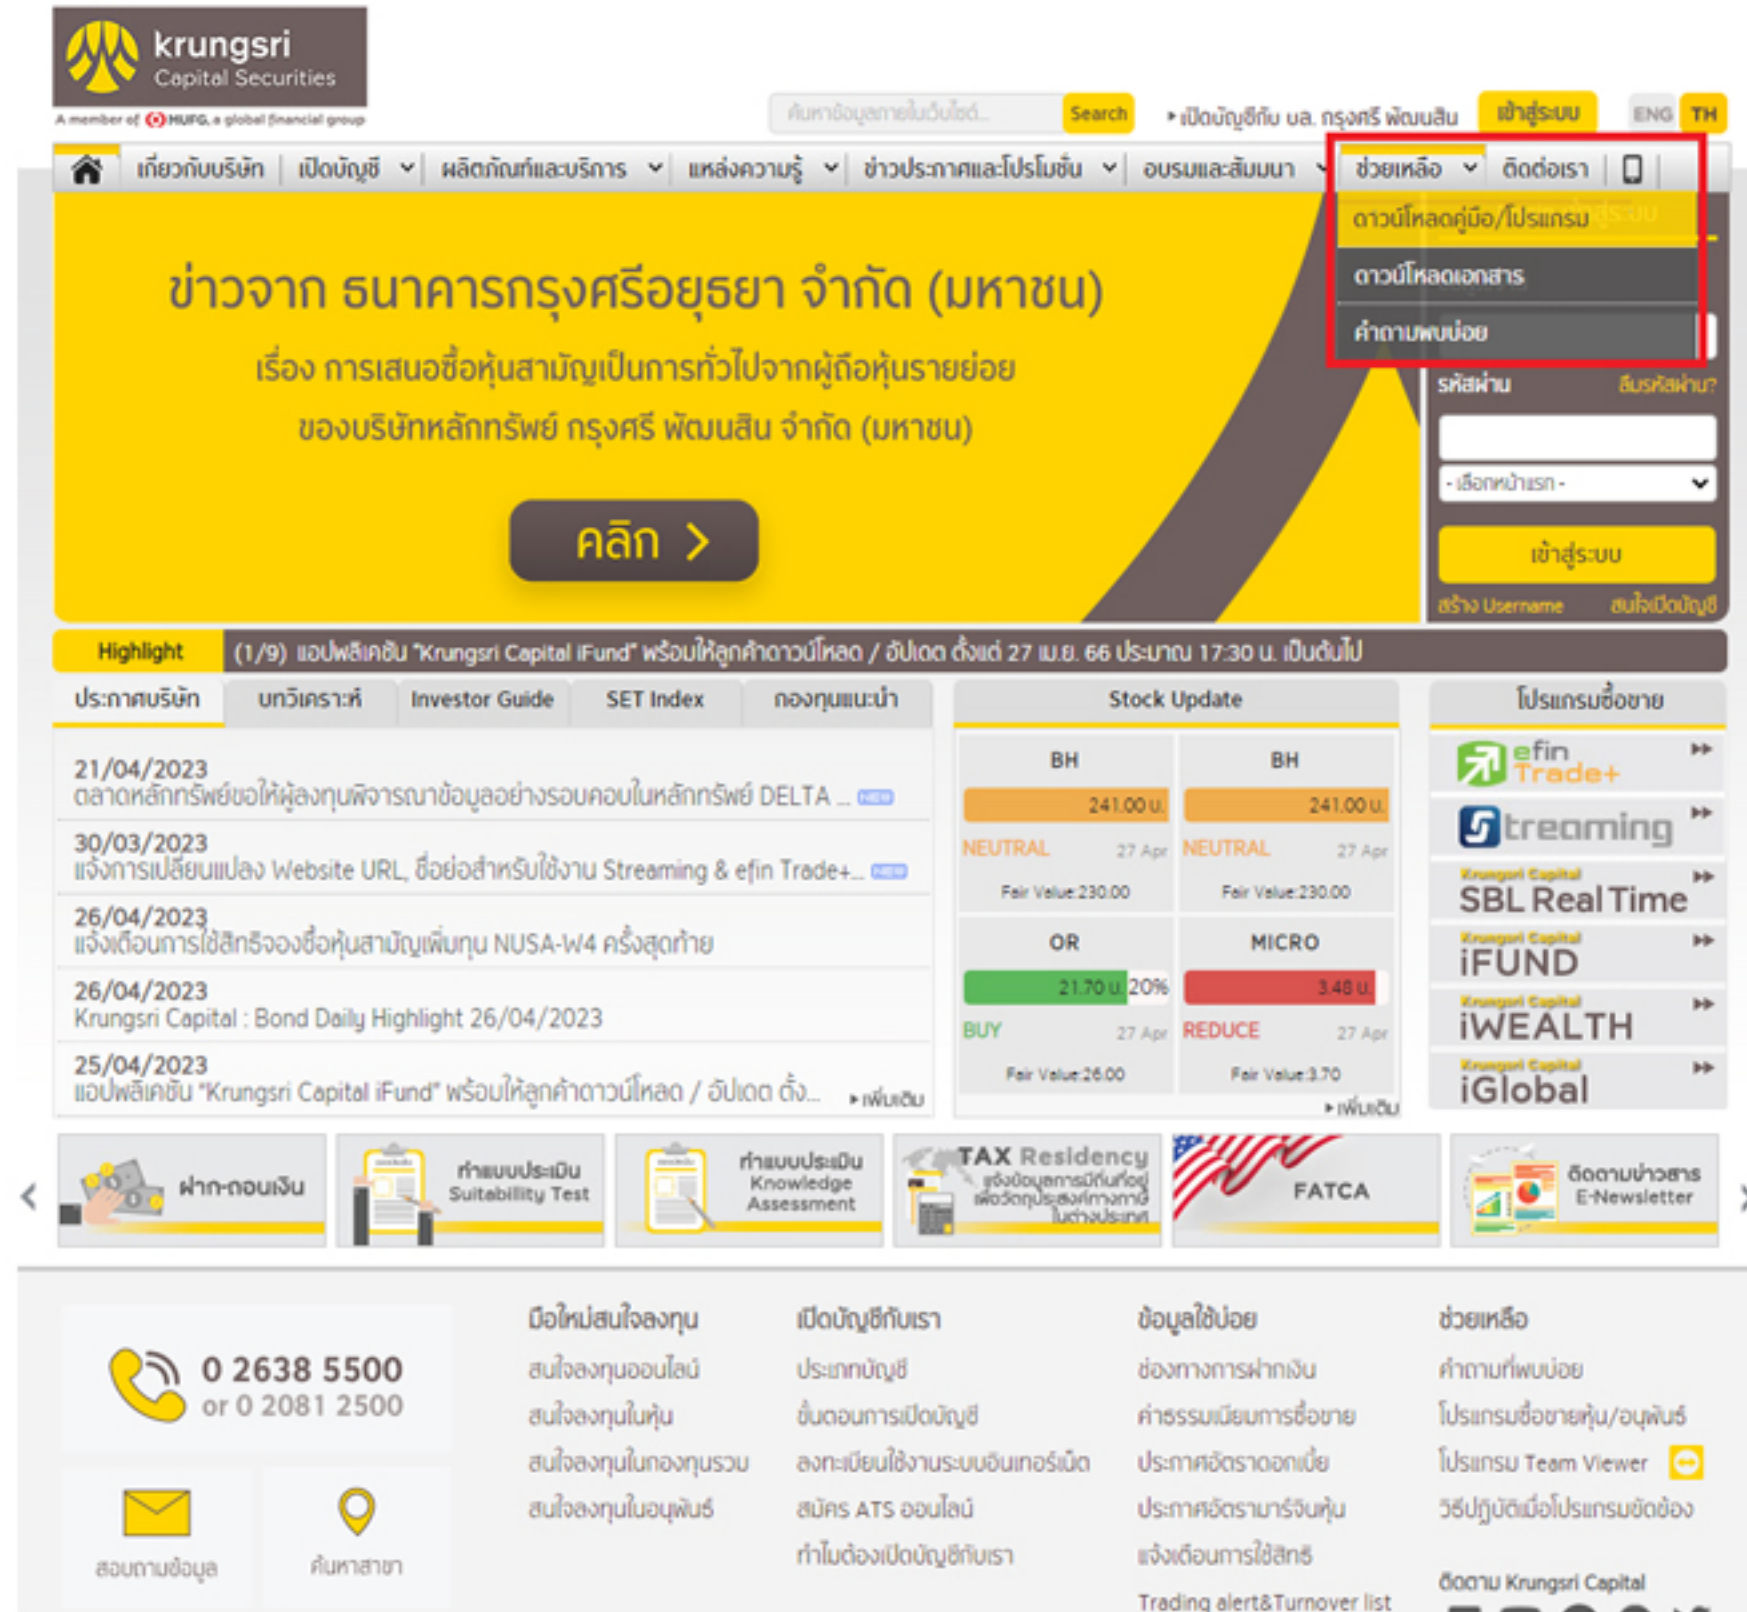 krungsri
Capital Securities
A member of MUFG, a global financial group
ค้นหาข้อมูลภายในเว็บไซต์...
Search
เปิดบัญชีกับ บล. กรุงศรี พัฒนสิน
เข้าสู่ระบบ
ENG
TH
เกี่ยวกับบริษัท
เปิดบัญชี
ผลิตภัณฑ์และบริการ
แหล่งความรู้
ข่าวประกาศและโปรโมชั่น
อบรมและสัมมนา
ช่วยเหลือ
ติดต่อเรา
ดาวน์โหลดคู่มือ/โปรแกรม
ดาวน์โหลดเอกสาร
คำถามพบบ่อย
ข่าวจาก ธนาคารกรุงศรีอยุธยา จำกัด (มหาชน)
เรื่อง การเสนอซื้อหุ้นสามัญเป็นการทั่วไปจากผู้ถือหุ้นรายย่อย
ของบริษัทหลักทรัพย์ กรุงศรี พัฒนสิน จำกัด (มหาชน)
คลิก >
รหัสผ่าน
ลืมรหัสผ่าน?
- เลือกหน้าแรก -
เข้าสู่ระบบ
สร้าง Username
สนใจเปิดบัญชี
Highlight
(1/9) แอปพลิเคชัน "Krungsri Capital iFund" พร้อมให้ลูกค้าดาวน์โหลด / อัปเดต ตั้งแต่ 27 เม.ย. 66 ประมาณ 17:30 น. เป็นต้นไป
ประกาศบริษัท
บทวิเคราะห์
Investor Guide
SET Index
กองทุนแนะนำ
21/04/2023
ตลาดหลักทรัพย์ขอให้ผู้ลงทุนพิจารณาข้อมูลอย่างรอบคอบในหลักทรัพย์ DELTA ... NEW
30/03/2023
แจ้งการเปลี่ยนแปลง Website URL, ชื่อย่อสำหรับใช้งาน Streaming & efin Trade+... NEW
26/04/2023
แจ้งเตือนการใช้สิทธิจองซื้อหุ้นสามัญเพิ่มทุน NUSA-W4 ครั้งสุดท้าย
26/04/2023
Krungsri Capital : Bond Daily Highlight 26/04/2023
25/04/2023
แอปพลิเคชัน "Krungsri Capital iFund" พร้อมให้ลูกค้าดาวน์โหลด / อัปเดต ตั้ง...
เพิ่มเติม
Stock Update
BH
241.00 บ.
NEUTRAL 27 Apr
Fair Value:230.00
BH
241.00 บ.
NEUTRAL 27 Apr
Fair Value:230.00
OR
21.70 บ. 20%
BUY 27 Apr
Fair Value:26.00
MICRO
3.48 บ.
REDUCE 27 Apr
Fair Value:3.70
เพิ่มเติม
โปรแกรมซื้อขาย
efin
Trade+
Streaming
Krungsri Capital
SBL Real Time
Krungsri Capital
iFUND
Krungsri Capital
iWEALTH
Krungsri Capital
iGlobal
ฝาก-ถอนเงิน
ทำแบบประเมิน
Suitabillity Test
ทำแบบประเมิน
Knowledge
Assessment
TAX Residency
แจ้งข้อมูลการมีถิ่นที่อยู่
เพื่อวัตถุประสงค์ทางภาษี
ในต่างประเทศ
FATCA
ติดตามข่าวสาร
E-Newsletter
0 2638 5500
or 0 2081 2500
สอบถามข้อมูล
ค้นหาสาขา
มือใหม่สนใจลงทุน
สนใจลงทุนออนไลน์
สนใจลงทุนในหุ้น
สนใจลงทุนในกองทุนรวม
สนใจลงทุนในอนุพันธ์
เปิดบัญชีกับเรา
ประเภทบัญชี
ขั้นตอนการเปิดบัญชี
ลงทะเบียนใช้งานระบบอินเทอร์เน็ต
สมัคร ATS ออนไลน์
ทำไมต้องเปิดบัญชีกับเรา
ข้อมูลใช้บ่อย
ช่องทางการฝากเงิน
ค่าธรรมเนียมการซื้อขาย
ประกาศอัตราดอกเบี้ย
ประกาศอัตรามาร์จินหุ้น
แจ้งเตือนการใช้สิทธิ
Trading alert&Turnover list
ช่วยเหลือ
คำถามที่พบบ่อย
โปรแกรมซื้อขายหุ้น/อนุพันธ์
โปรแกรม Team Viewer
วิธีปฏิบัติเมื่อโปรแกรมขัดข้อง
ติดตาม Krungsri Capital